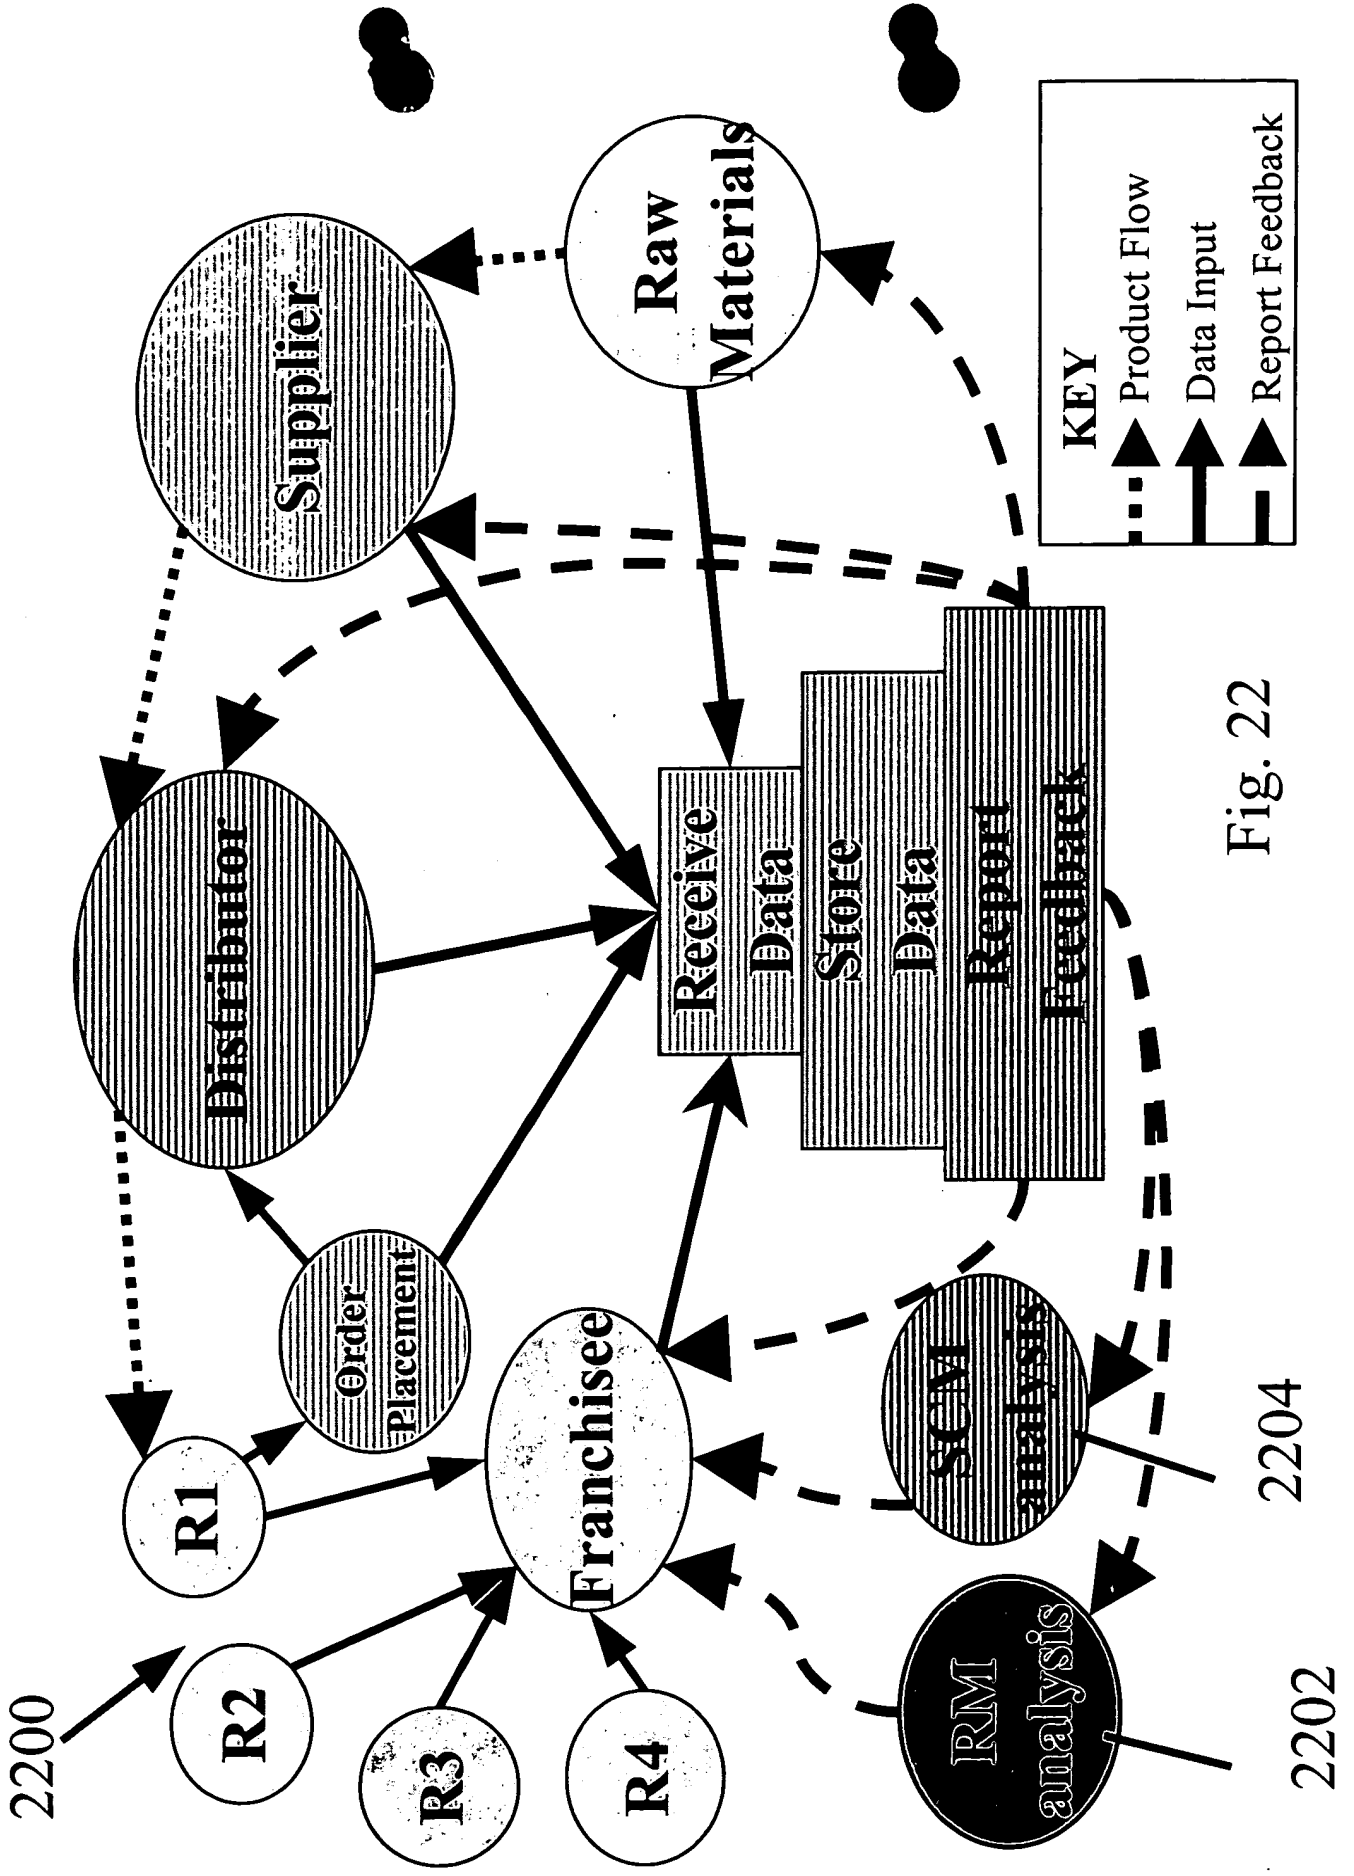 2200
R1
R2
R3
R4
Order
Placement
Distributor
Supplier
Franchisee
Raw
Materials
Receive
Data
Store
Data
Report
Feedback
RM
analysis
SCM
analysis
2202
2204
KEY
Product Flow
Data Input
Report Feedback
Fig. 22